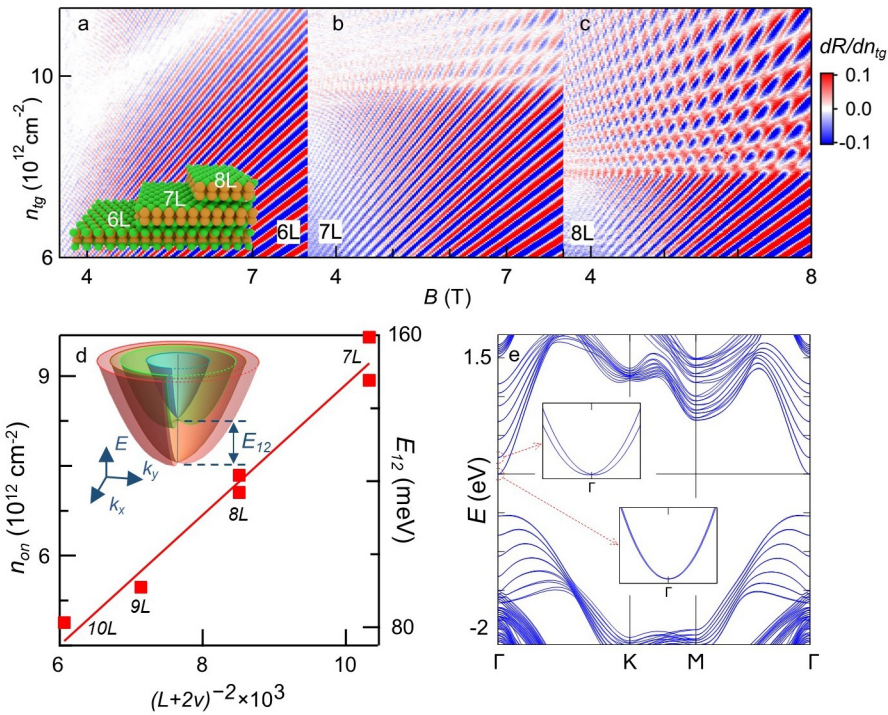 a
b
c
dR/dn_tg
0.1
0.0
-0.1
10
6
n_tg (10^12 cm^-2)
6L
7L
8L
6L
7L
8L
4
7
4
7
4
8
B (T)
d
E_12
E
k_y
k_x
7L
8L
9L
10L
9
6
n_on (10^12 cm^-2)
160
80
E_12 (meV)
6
8
10
(L+2ν)^-2×10^3
e
1.5
-2
E (eV)
Γ
Γ
Γ
K
M
Γ